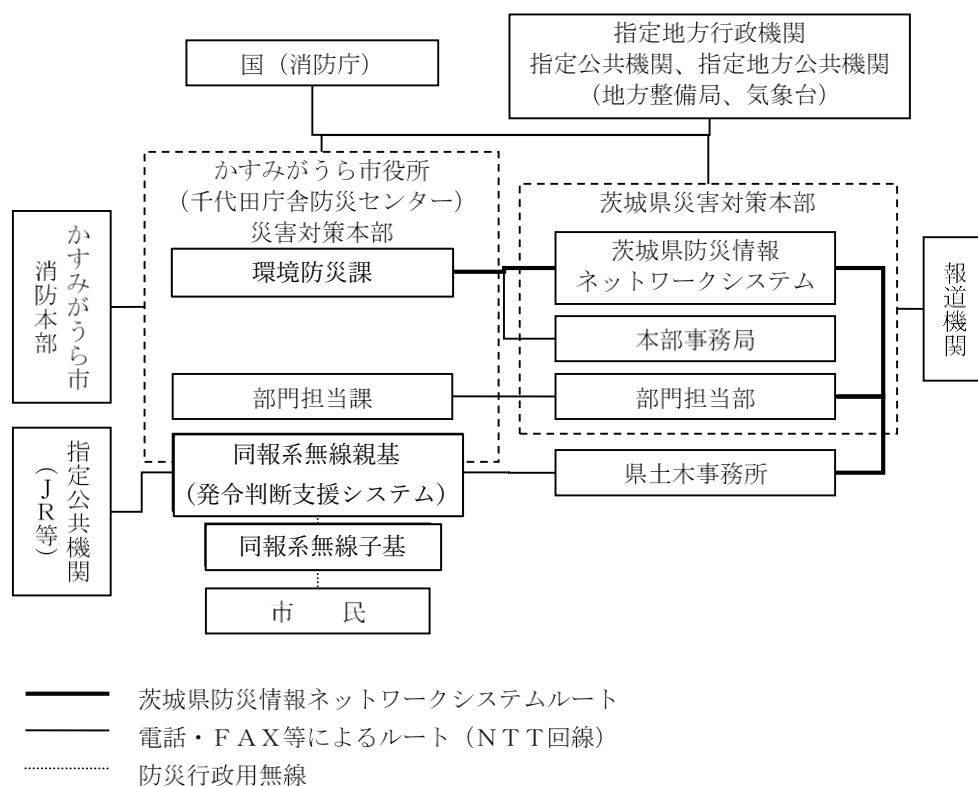 国（消防庁）
指定地方行政機関
指定公共機関、指定地方公共機関
（地方整備局、気象台）
かすみがうら市役所
（千代田庁舎防災センター）
災害対策本部
環境防災課
部門担当課
同報系無線親基
（発令判断支援システム）
同報系無線子基
市　　民
茨城県災害対策本部
茨城県防災情報
ネットワークシステム
本部事務局
部門担当部
県土木事務所
かすみがうら市
消防本部
指定公共機関
（ＪＲ等）
報道機関
茨城県防災情報ネットワークシステムルート
電話・ＦＡＸ等によるルート（ＮＴＴ回線）
防災行政用無線